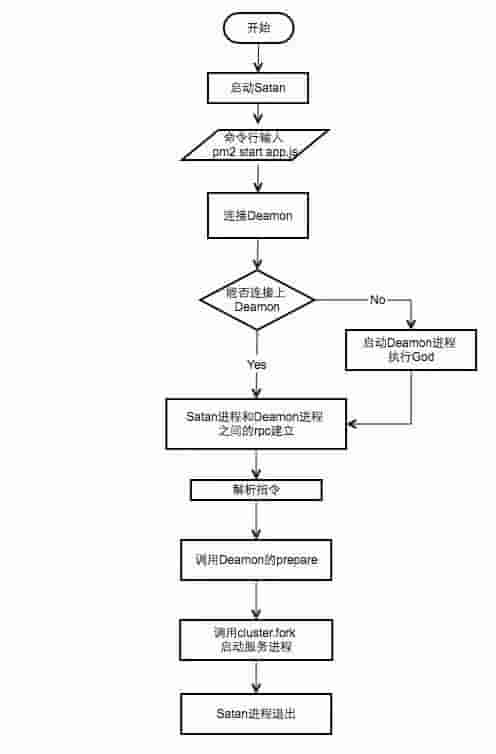 开始
启动Satan
命令行输入
pm2 start app.js
连接Deamon
能否连接上
Deamon
No
启动Deamon进程
执行God
Yes
Satan进程和Deamon进程
之间的rpc建立
解析指令
调用Deamon的prepare
调用cluster.fork
启动服务进程
Satan进程退出